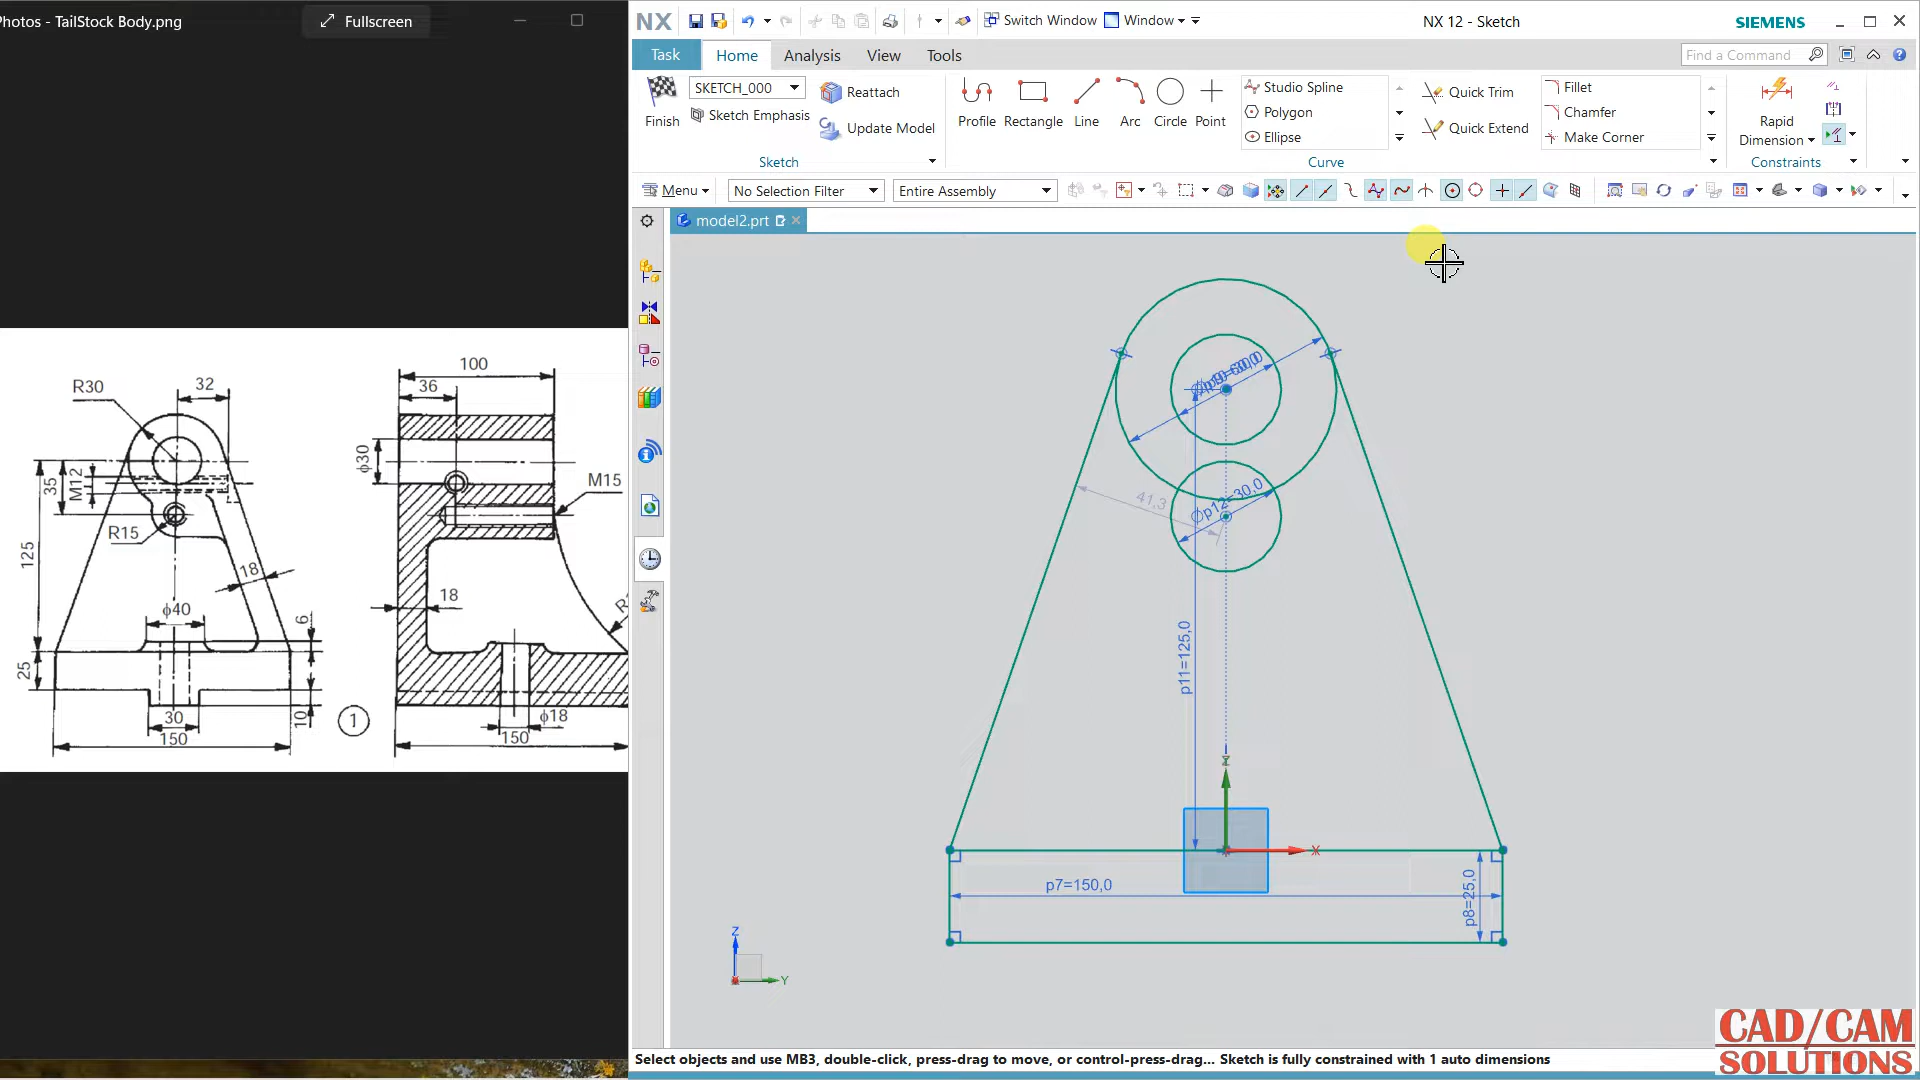 Photos - TailStock Body.png
Fullscreen
NX
Switch Window
Window
NX 12 - Sketch
SIEMENS
Task
Home
Analysis
View
Tools
Find a Command
Finish
SKETCH_000
Sketch Emphasis
Reattach
Update Model
Sketch
Profile
Rectangle
Line
Arc
Circle
Point
Studio Spline
Polygon
Ellipse
Quick Trim
Quick Extend
Fillet
Chamfer
Make Corner
Curve
Rapid
Dimension
Constraints
Menu
No Selection Filter
Entire Assembly
model2.prt
R30
32
35
M12
125
R15
18
ϕ40
6
25
30
10
150
1
100
36
ϕ30
M15
18
R
ϕ18
150
41,3
Øp12=30,0
p11=125,0
p7=150,0
p8=25,0
Z
X
Z
Y
Select objects and use MB3, double-click, press-drag to move, or control-press-drag... Sketch is fully constrained with 1 auto dimensions
CAD/CAM
SOLUTIONS